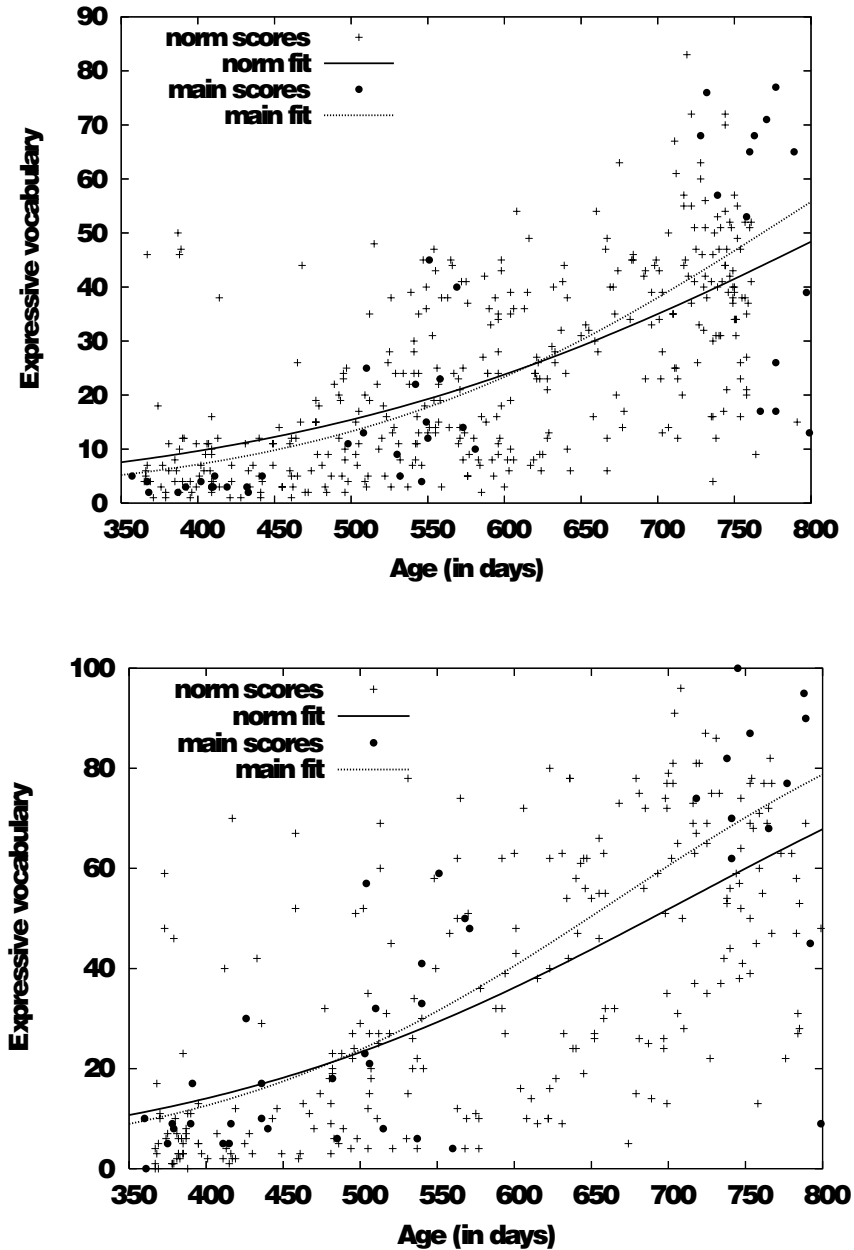 90
80
70
60
50
40
30
20
10
0
Expressive vocabulary
norm scores
norm fit
main scores
main fit
350 400 450 500 550 600 650 700 750 800
Age (in days)
100
80
60
40
20
0
Expressive vocabulary
norm scores
norm fit
main scores
main fit
350 400 450 500 550 600 650 700 750 800
Age (in days)